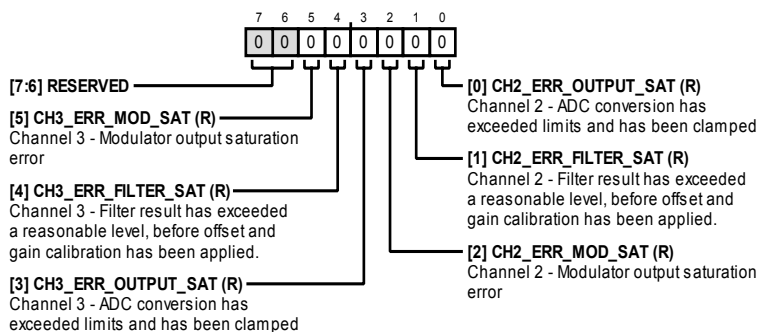 7 6 5 4 3 2 1 0
0 0 0 0 0 0 0 0
[7:6] RESERVED
[5] CH3_ERR_MOD_SAT (R)
Channel 3 - Modulator output saturation
error
[4] CH3_ERR_FILTER_SAT (R)
Channel 3 - Filter result has exceeded
a reasonable level, before offset and
gain calibration has been applied.
[3] CH3_ERR_OUTPUT_SAT (R)
Channel 3 - ADC conversion has
exceeded limits and has been clamped
[0] CH2_ERR_OUTPUT_SAT (R)
Channel 2 - ADC conversion has
exceeded limits and has been clamped
[1] CH2_ERR_FILTER_SAT (R)
Channel 2 - Filter result has exceeded
a reasonable level, before offset and
gain calibration has been applied.
[2] CH2_ERR_MOD_SAT (R)
Channel 2 - Modulator output saturation
error